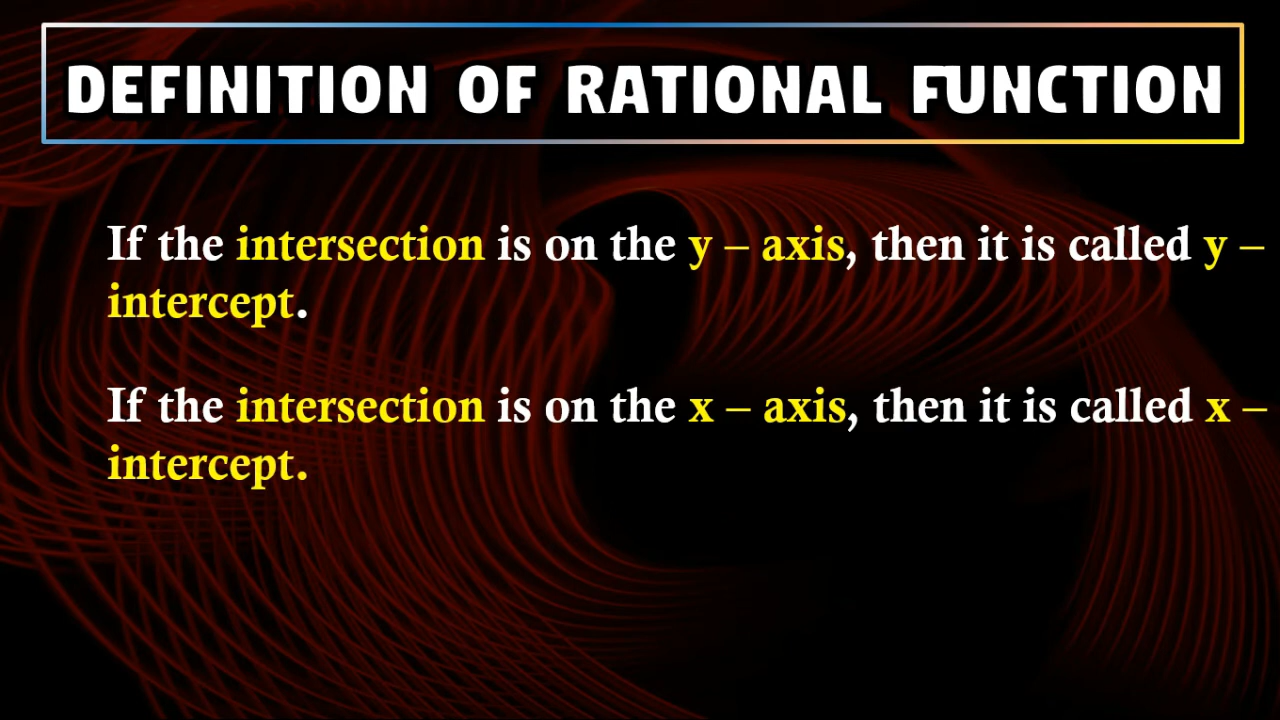 DEFINITION OF RATIONAL FUNCTION
If the intersection is on the y – axis, then it is called y –
intercept.
If the intersection is on the x – axis, then it is called x –
intercept.